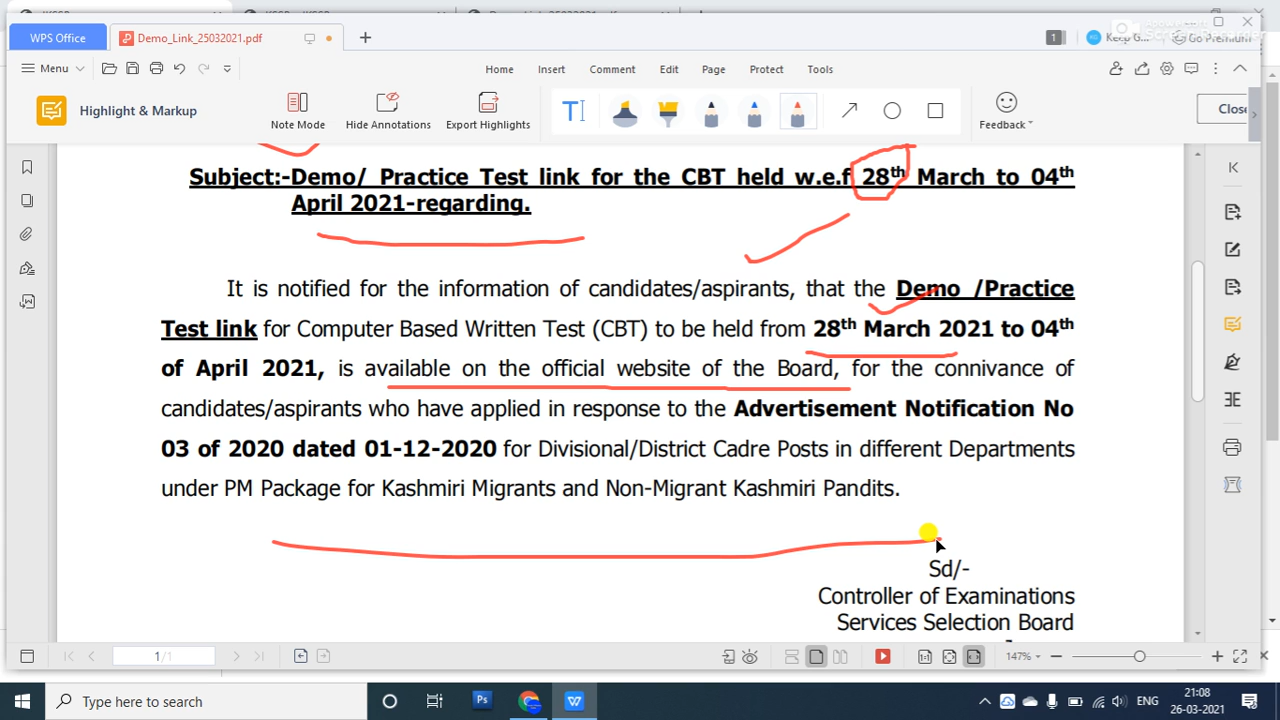 WPS Office
Demo_Link_25032021.pdf
1
Keep G...
Go Premium
Menu
Home
Insert
Comment
Edit
Page
Protect
Tools
Highlight & Markup
Note Mode
Hide Annotations
Export Highlights
Feedback
Close
Subject:-Demo/ Practice Test link for the CBT held w.e.f 28th March to 04th
April 2021-regarding.
It is notified for the information of candidates/aspirants, that the Demo /Practice
Test link for Computer Based Written Test (CBT) to be held from 28th March 2021 to 04th
of April 2021, is available on the official website of the Board, for the connivance of
candidates/aspirants who have applied in response to the Advertisement Notification No
03 of 2020 dated 01-12-2020 for Divisional/District Cadre Posts in different Departments
under PM Package for Kashmiri Migrants and Non-Migrant Kashmiri Pandits.
Sd/-
Controller of Examinations
Services Selection Board
1/1
147%
Type here to search
Ps
W
ENG
21:08
26-03-2021